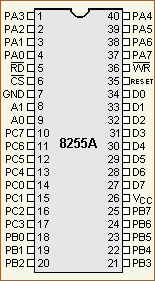 PA3 1 40 PA4
PA2 2 39 PA5
PA1 3 38 PA6
PA0 4 37 PA7
RD 5 36 WR
CS 6 35 RESET
GND 7 34 D0
A1 8 33 D1
A0 9 32 D2
PC7 10 31 D3
PC6 11 8255A 30 D4
PC5 12 29 D5
PC4 13 28 D6
PC0 14 27 D7
PC1 15 26 VCC
PC2 16 25 PB7
PC3 17 24 PB6
PB0 18 23 PB5
PB1 19 22 PB4
PB2 20 21 PB3